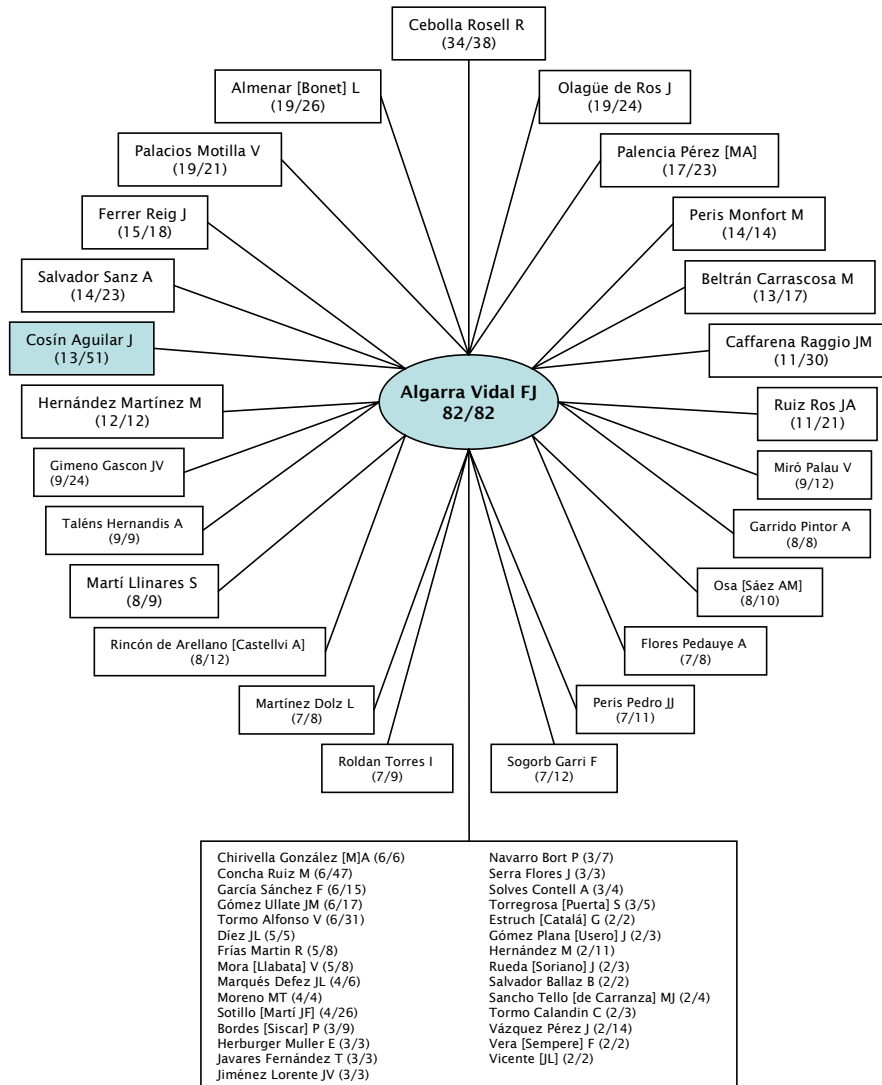 Cebolla Rosell R
(34/38)
Almenar [Bonet] L
(19/26)
Olagüe de Ros J
(19/24)
Palacios Motilla V
(19/21)
Palencia Pérez [MA]
(17/23)
Ferrer Reig J
(15/18)
Peris Monfort M
(14/14)
Salvador Sanz A
(14/23)
Beltrán Carrascosa M
(13/17)
Cosín Aguilar J
(13/51)
Caffarena Raggio JM
(11/30)
Algarra Vidal FJ
82/82
Hernández Martínez M
(12/12)
Ruiz Ros JA
(11/21)
Gimeno Gascon JV
(9/24)
Miró Palau V
(9/12)
Taléns Hernandis A
(9/9)
Garrido Pintor A
(8/8)
Martí Llinares S
(8/9)
Osa [Sáez AM]
(8/10)
Rincón de Arellano [Castellvi A]
(8/12)
Flores Pedauye A
(7/8)
Martínez Dolz L
(7/8)
Peris Pedro JJ
(7/11)
Roldan Torres I
(7/9)
Sogorb Garri F
(7/12)
Chirivella González [M]A (6/6)
Concha Ruiz M (6/47)
García Sánchez F (6/15)
Gómez Ullate JM (6/17)
Tormo Alfonso V (6/31)
Díez JL (5/5)
Frías Martin R (5/8)
Mora [Llabata] V (5/8)
Marqués Defez JL (4/6)
Moreno MT (4/4)
Sotillo [Martí JF] (4/26)
Bordes [Siscar] P (3/9)
Herburger Muller E (3/3)
Javares Fernández T (3/3)
Jiménez Lorente JV (3/3)
Navarro Bort P (3/7)
Serra Flores J (3/3)
Solves Contell A (3/4)
Torregrosa [Puerta] S (3/5)
Estruch [Catalá] G (2/2)
Gómez Plana [Usero] J (2/3)
Hernández M (2/11)
Rueda [Soriano] J (2/3)
Salvador Ballaz B (2/2)
Sancho Tello [de Carranza] MJ (2/4)
Tormo Calandin C (2/3)
Vázquez Pérez J (2/14)
Vera [Sempere] F (2/2)
Vicente [JL] (2/2)